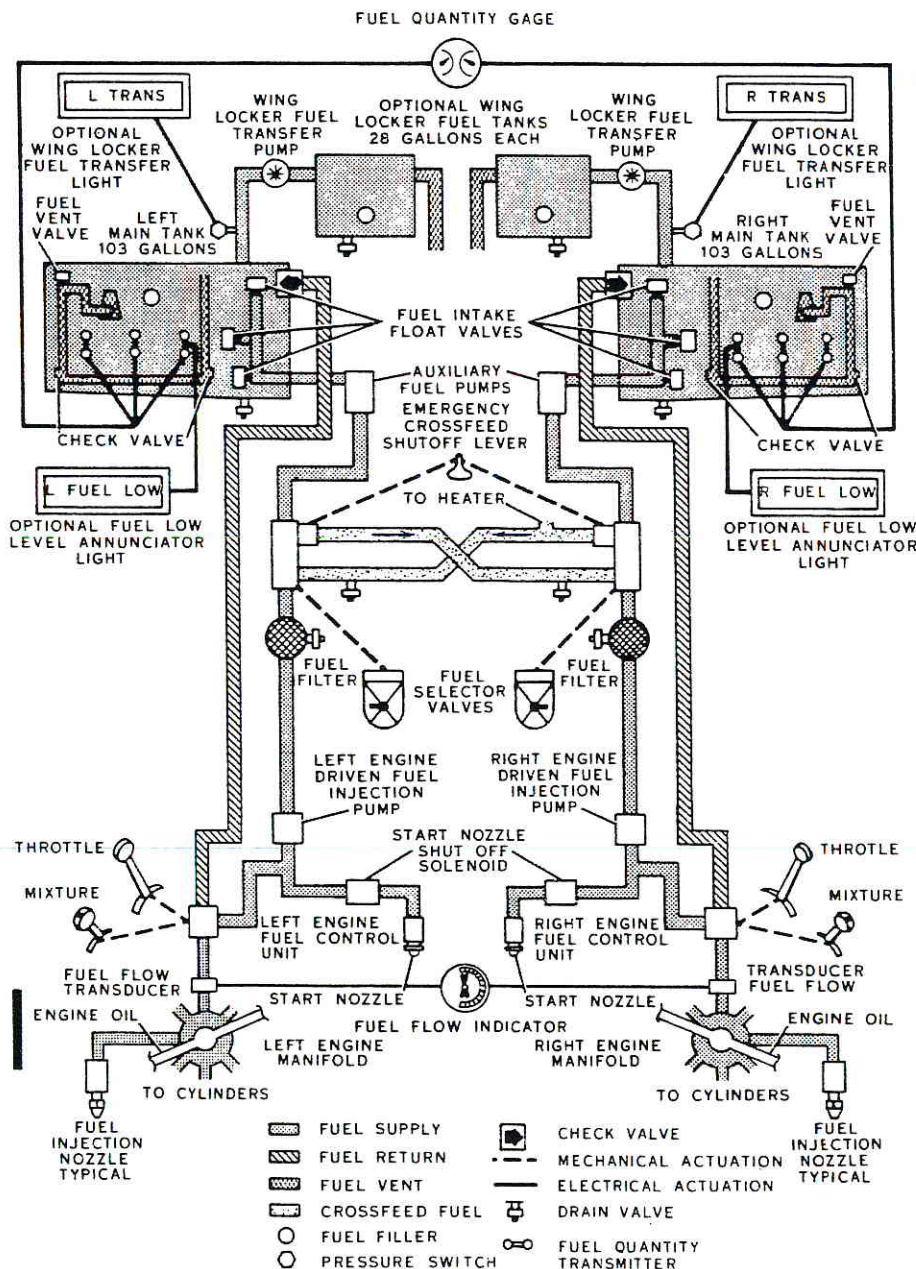 FUEL QUANTITY GAGE
L TRANS
R TRANS
WING
LOCKER FUEL
TRANSFER
PUMP
OPTIONAL WING
LOCKER FUEL TANKS
28 GALLONS EACH
WING
LOCKER FUEL
TRANSFER
PUMP
OPTIONAL
WING LOCKER
FUEL TRANSFER
LIGHT
OPTIONAL
WING LOCKER
FUEL TRANSFER
LIGHT
FUEL
VENT
VALVE
LEFT
MAIN TANK
103 GALLONS
RIGHT
MAIN TANK
103 GALLONS
FUEL
VENT
VALVE
FUEL INTAKE
FLOAT VALVES
AUXILIARY
FUEL PUMPS
EMERGENCY
CROSSFEED
SHUTOFF LEVER
CHECK VALVE
CHECK VALVE
TO HEATER
L FUEL LOW
R FUEL LOW
OPTIONAL FUEL LOW
LEVEL ANNUNCIATOR
LIGHT
OPTIONAL FUEL LOW
LEVEL ANNUNCIATOR
LIGHT
FUEL
FILTER
FUEL
SELECTOR
VALVES
FUEL
FILTER
LEFT ENGINE
DRIVEN FUEL
INJECTION
PUMP
RIGHT ENGINE
DRIVEN FUEL
INJECTION
PUMP
START NOZZLE
SHUT OFF
SOLENOID
THROTTLE
MIXTURE
THROTLE
MIXTURE
LEFT ENGINE
FUEL CONTROL
UNIT
RIGHT ENGINE
FUEL CONTROL
UNIT
FUEL FLOW
TRANSDUCER
START NOZZLE
START NOZZLE
TRANSDUCER
FUEL FLOW
ENGINE OIL
FUEL FLOW INDICATOR
ENGINE OIL
LEFT ENGINE
MANIFOLD
RIGHT ENGINE
MANIFOLD
TO CYLINDERS
TO CYLINDERS
FUEL
INJECTION
NOZZLE
TYPICAL
FUEL
INJECTION
NOZZLE
TYPICAL
FUEL SUPPLY
FUEL RETURN
FUEL VENT
CROSSFEED FUEL
FUEL FILLER
PRESSURE SWITCH
CHECK VALVE
MECHANICAL ACTUATION
ELECTRICAL ACTUATION
DRAIN VALVE
FUEL QUANTITY
TRANSMITTER